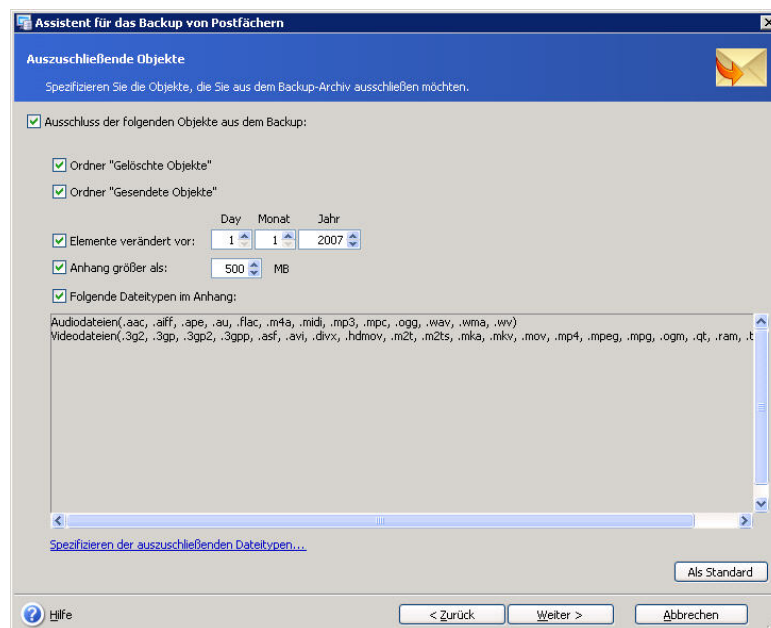 Assistent für das Backup von Postfächern
Auszuschließende Objekte
Spezifizieren Sie die Objekte, die Sie aus dem Backup-Archiv ausschließen möchten.
Ausschluss der folgenden Objekte aus dem Backup:
Ordner "Gelöschte Objekte"
Ordner "Gesendete Objekte"
Day Monat Jahr
Elemente verändert vor: 1 1 2007
Anhang größer als: 500 MB
Folgende Dateitypen im Anhang:
Audiodateien(.aac, .aiff, .ape, .au, .flac, .m4a, .midi, .mp3, .mpc, .ogg, .wav, .wma, .wv)
Videodateien(.3g2, .3gp, .3gp2, .3gpp, .asf, .avi, .divx, .hdmov, .m2t, .m2ts, .mka, .mkv, .mov, .mp4, .mpeg, .mpg, .ogm, .qt, .ram, .t
Spezifizieren der auszuschließenden Dateitypen...
Als Standard
Hilfe < Zurück Weiter > Abbrechen